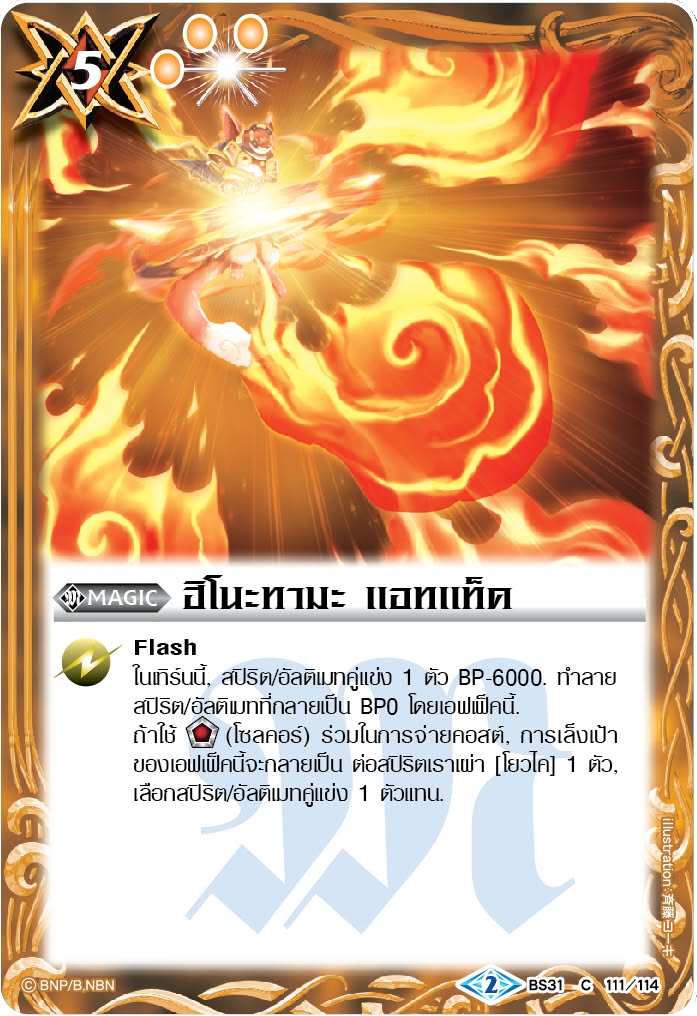 5
MAGIC ฮิโนะทามะ แอทแท็ค
Flash
ในเทิร์นนี้, สปิริต/อัลติเมทคู่แข่ง 1 ตัว BP-6000. ทำลาย
สปิริต/อัลติเมทที่กลายเป็น BP0 โดยเอฟเฟ็คนี้.
ถ้าใช้ (โซลคอร์) ร่วมในการจ่ายคอสต์, การเล็งเป้า
ของเอฟเฟ็คนี้จะกลายเป็น ต่อสปิริตเราเผ่า [โยวไค] 1 ตัว,
เลือกสปิริต/อัลติเมทคู่แข่ง 1 ตัวแทน.
illustration:斉藤コーキ
©BNP/B,NBN
2 BS31 C 111/114